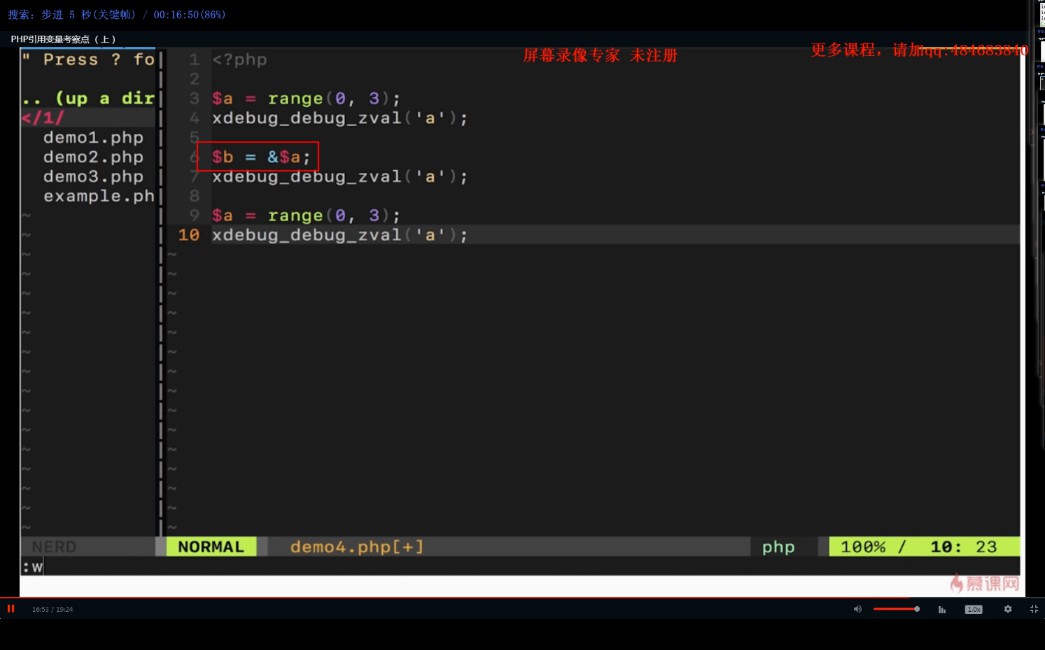 搜索: 步进 5 秒(关键帧) / 00:16:50(86%)
PHP引用变量考察点（上）
屏幕录像专家 未注册
更多课程，请加qq:484683840
" Press ? fo
.. (up a dir
</1/
demo1.php
demo2.php
demo3.php
example.ph
1 <?php
2
3 $a = range(0, 3);
4 xdebug_debug_zval('a');
5
6 $b = &$a;
7 xdebug_debug_zval('a');
8
9 $a = range(0, 3);
10 xdebug_debug_zval('a');
NERD
NORMAL demo4.php[+] php 100% / 10: 23
:w
慕课网
16:53 / 19:24
1.0x